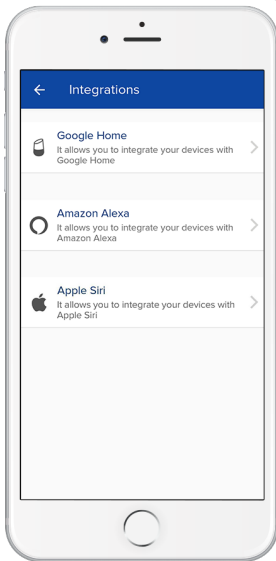 Integrations
Google Home
It allows you to integrate your devices with
Google Home
Amazon Alexa
It allows you to integrate your devices with
Amazon Alexa
Apple Siri
It allows you to integrate your devices with
Apple Siri